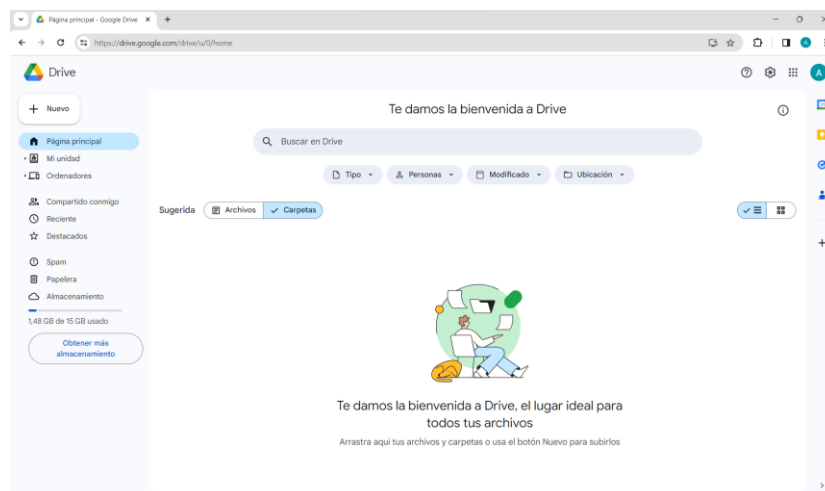 Página principal - Google Drive
https://drive.google.com/drive/u/0/home
A
Drive
A
Nuevo
Te damos la bienvenida a Drive
Página principal
Buscar en Drive
Mi unidad
Ordenadores
Tipo
Personas
Modificado
Ubicación
Compartido conmigo
Reciente
Destacados
Sugerida
Archivos
Carpetas
Spam
Papelera
Almacenamiento
1,48 GB de 15 GB usado
Obtener más
almacenamiento
Te damos la bienvenida a Drive, el lugar ideal para
todos tus archivos
Arrastra aquí tus archivos y carpetas o usa el botón Nuevo para subirlos